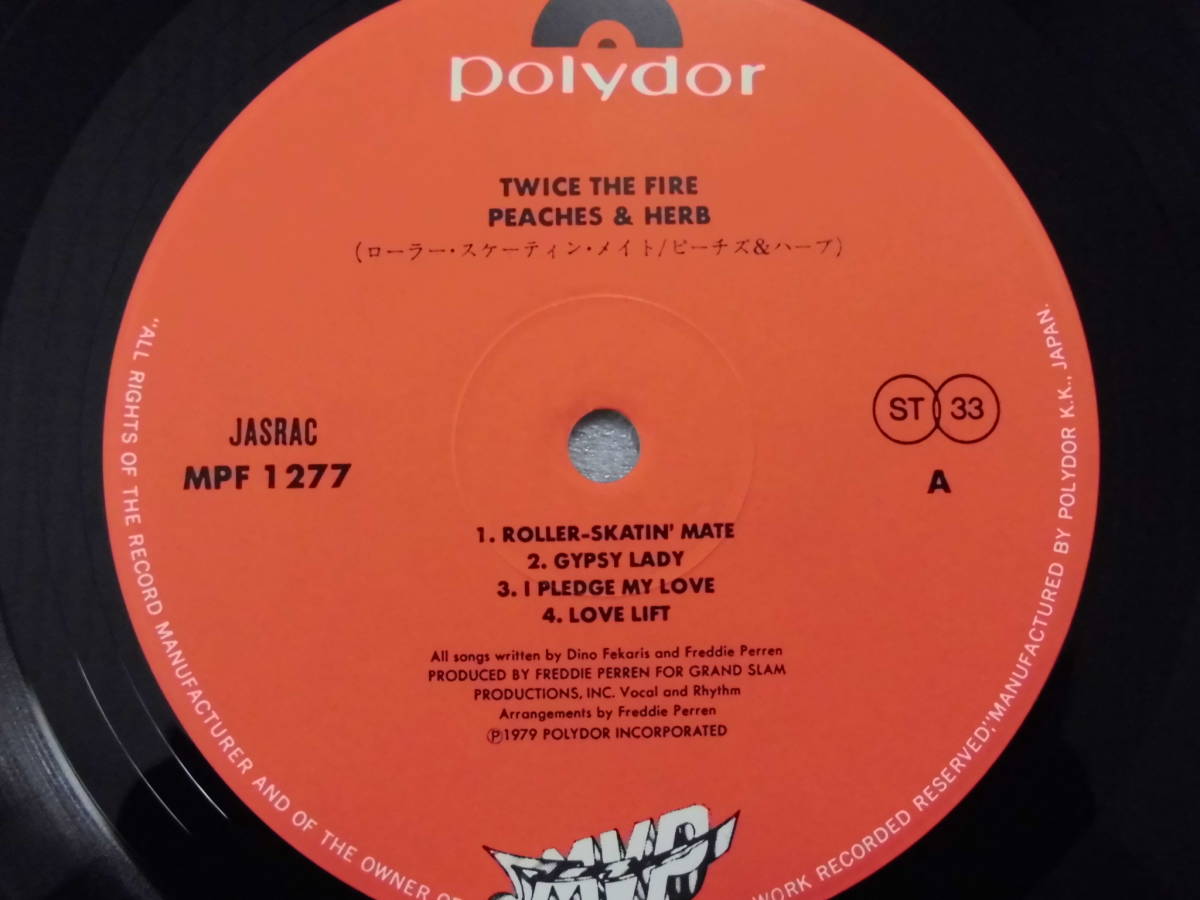 polydor
TWICE THE FIRE
PEACHES & HERB
(ローラー・スケーティン・メイト/ピーチズ&ハーブ)
JASRAC
MPF 1277
ST 33
A
1. ROLLER-SKATIN' MATE
2. GYPSY LADY
3. I PLEDGE MY LOVE
4. LOVE LIFT
All songs written by Dino Fekaris and Freddie Perren
PRODUCED BY FREDDIE PERREN FOR GRAND SLAM
PRODUCTIONS, INC. Vocal and Rhythm
Arrangements by Freddie Perren
Ⓟ1979 POLYDOR INCORPORATED
MVP
"ALL RIGHTS OF THE RECORD MANUFACTURER AND OF THE OWNER OF
WORK RECORDED RESERVED," MANUFACTURED BY POLYDOR K.K., JAPAN.